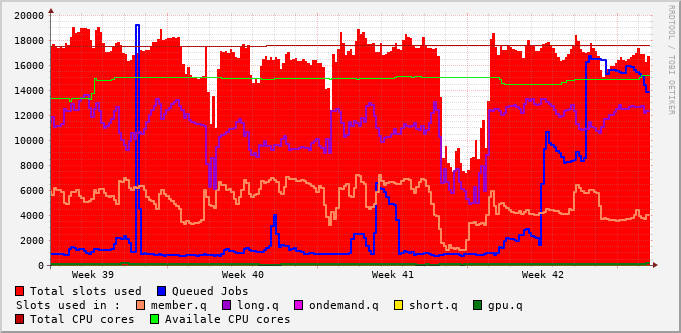 20000
18000
16000
14000
12000
10000
8000
6000
4000
2000
0
Week 39 Week 40 Week 41 Week 42
Total slots used Queued Jobs
Slots used in : member.q long.q ondemand.q short.q gpu.q
Total CPU cores Availale CPU cores
RRDTOOL / TOBI OETIKER